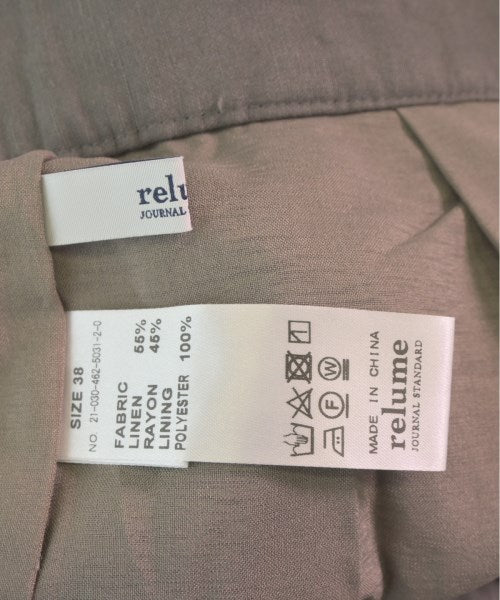 relu
JOURNAL
SIZE 38
NO. 21-030-462-5031-2-0
FABRIC
LINEN 55%
RAYON 45%
LINING
POLYESTER 100%
F W
MADE IN CHINA
relume
JOURNAL STANDARD